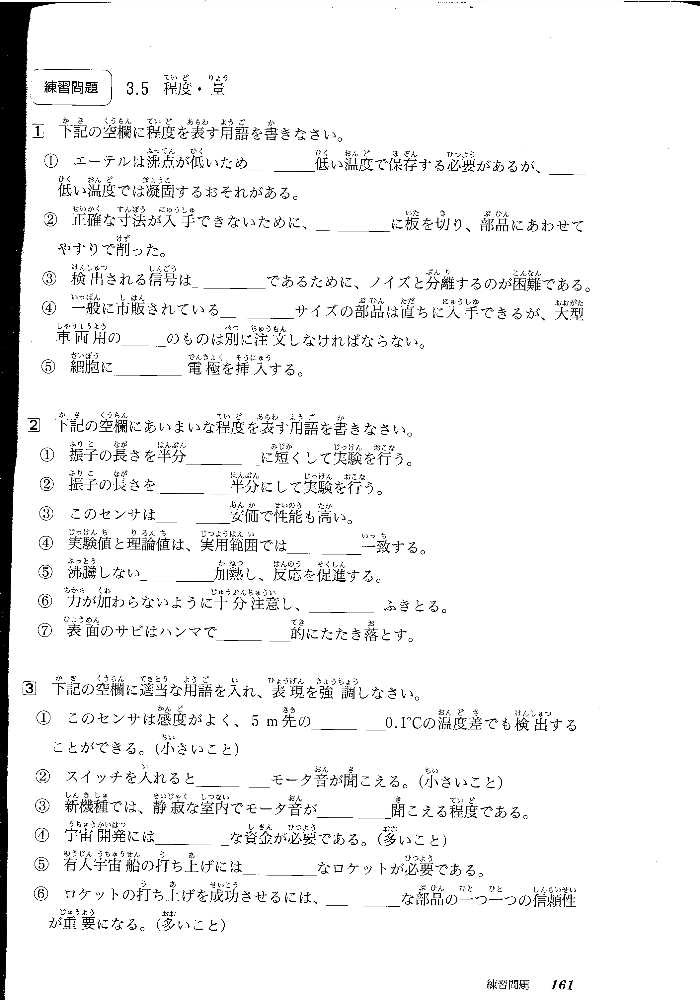 練習問題 3.5 程度・量
1 下記の空欄に程度を表す用語を書きなさい。
① エーテルは沸点が低いため________低い温度で保存する必要があるが、____
低い温度では凝固するおそれがある。
② 正確な寸法が入手できないために、________に板を切り、部品にあわせて
やすりで削った。
③ 検出される信号は________であるために、ノイズと分離するのが困難である。
④ 一般に市販されている________サイズの部品は直ちに入手できるが、大型
車両用の_____のものは別に注文しなければならない。
⑤ 細胞に________電極を挿入する。
2 下記の空欄にあいまいな程度を表す用語を書きなさい。
① 振子の長さを半分________に短くして実験を行う。
② 振子の長さを________半分にして実験を行う。
③ このセンサは________安価で性能も高い。
④ 実験値と理論値は、実用範囲では________一致する。
⑤ 沸騰しない________加熱し、反応を促進する。
⑥ 力が加わらないように十分注意し、________ふきとる。
⑦ 表面のサビはハンマで________的にたたき落とす。
3 下記の空欄に適当な用語を入れ、表現を強調しなさい。
① このセンサは感度がよく、5 m先の________0.1℃の温度差でも検出する
ことができる。(小さいこと)
② スイッチを入れると________モータ音が聞こえる。(小さいこと)
③ 新機種では、静寂な室内でモータ音が________聞こえる程度である。
④ 宇宙開発には________な資金が必要である。(多いこと)
⑤ 有人宇宙船の打ち上げには________なロケットが必要である。
⑥ ロケットの打ち上げを成功させるには、________な部品の一つ一つの信頼性
が重要になる。(多いこと)
練習問題 161